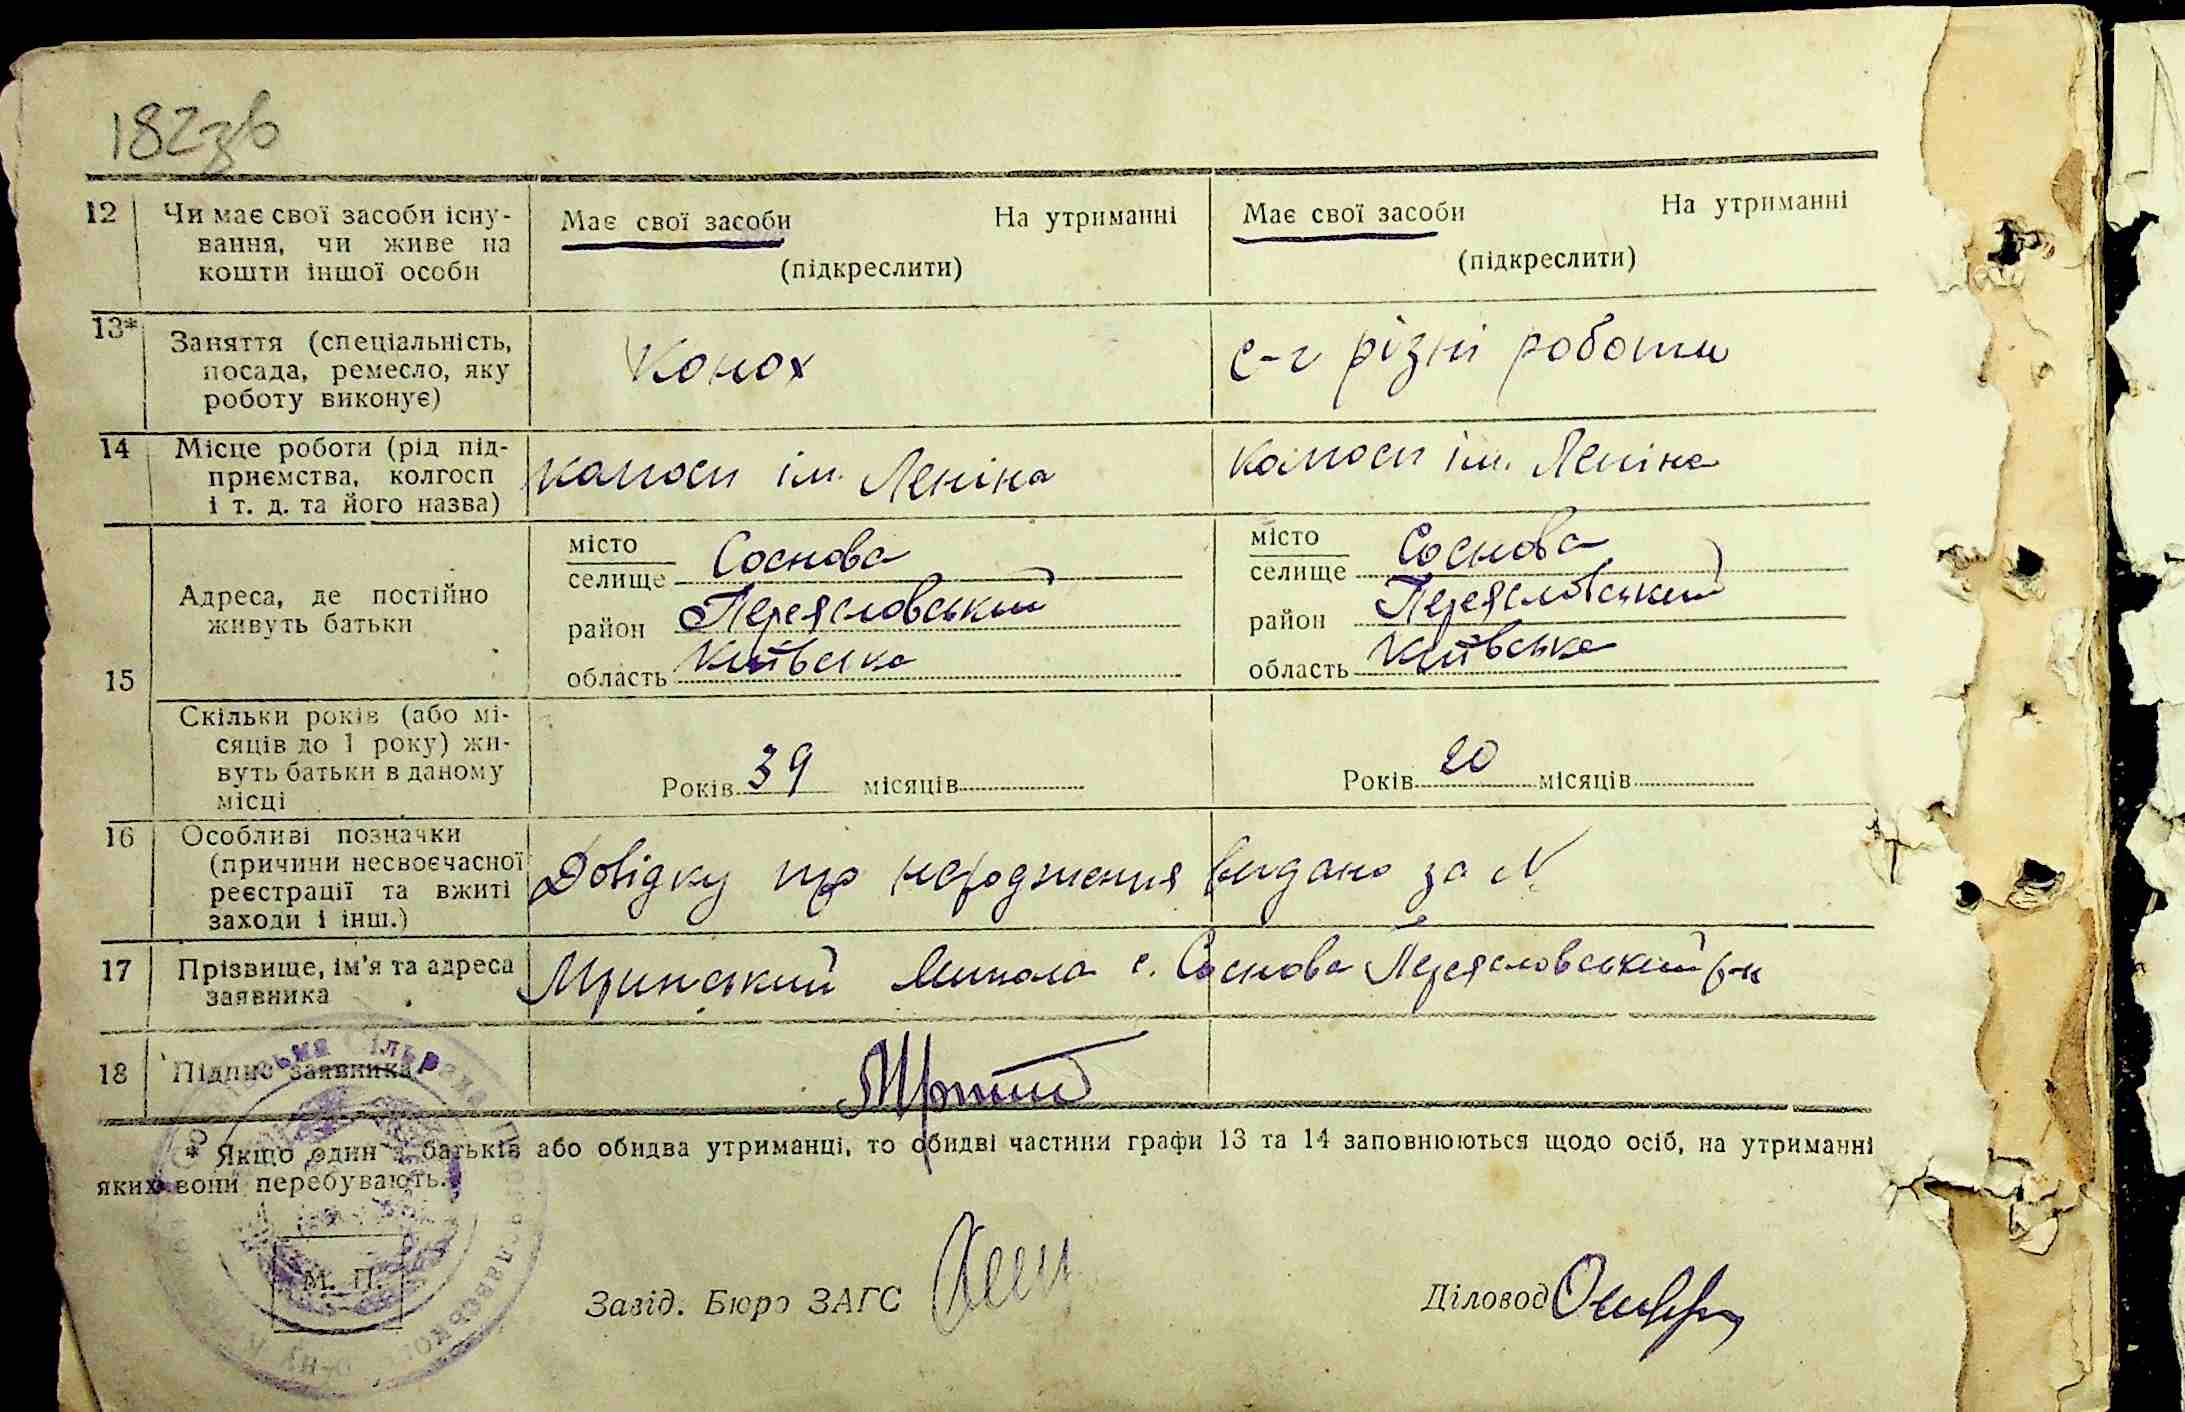 182зв
12 Чи має свої засоби існу- Має свої засоби На утриманні Має свої засоби На утриманні
вання, чи живе на
кошти іншої особи (підкреслити) (підкреслити)
13* Заняття (спеціальність, Конох с-г різні роботи
посада, ремесло, яку
роботу виконує)
14 Місце роботи (рід під- колгосп ім. Леніна колгосп ім. Леніна
приємства, колгосп
і т. д. та його назва)
15 Адреса, де постійно місто селище Соснова місто селище Соснова
живуть батьки район Переяславський район Переяславський
область Київська область Київська
Скільки років (або мі-
сяців до 1 року) жи-
вуть батьки в даному Років 39 місяців Років 20 місяців
місці
16 Особливі позначки
(причини несвоєчасної Довідку про народження видано за №
реєстрації та вжиті
заходи і інш.)
17 Прізвище, ім'я та адреса Микола с. Соснова Переяславський р-н
заявника
18 Підпис заявника
* Якщо один з батьків або обидва утриманці, то обидві частини графи 13 та 14 заповнюються щодо осіб, на утриманні
яких вони перебувають.
М. П. Завід. Бюро ЗАГС Діловод